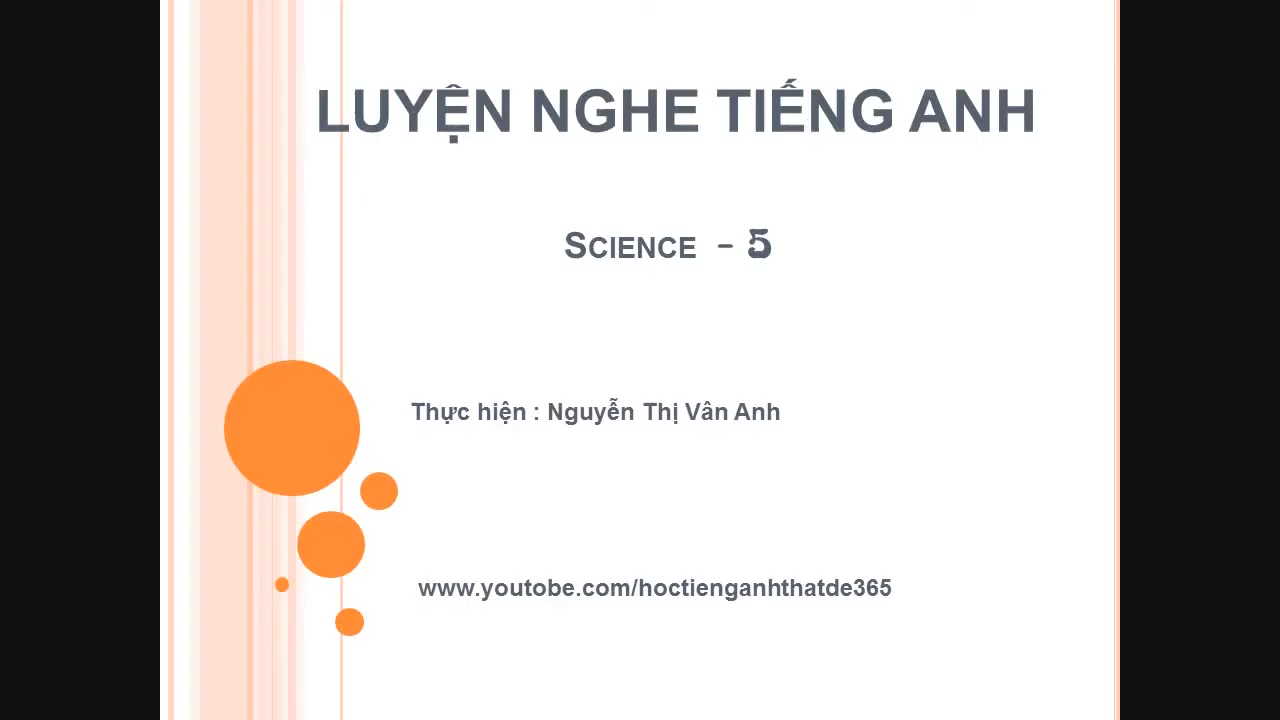 LUYỆN NGHE TIẾNG ANH
SCIENCE - 5
Thực hiện : Nguyễn Thị Vân Anh
www.youtobe.com/hoctienganhthatde365